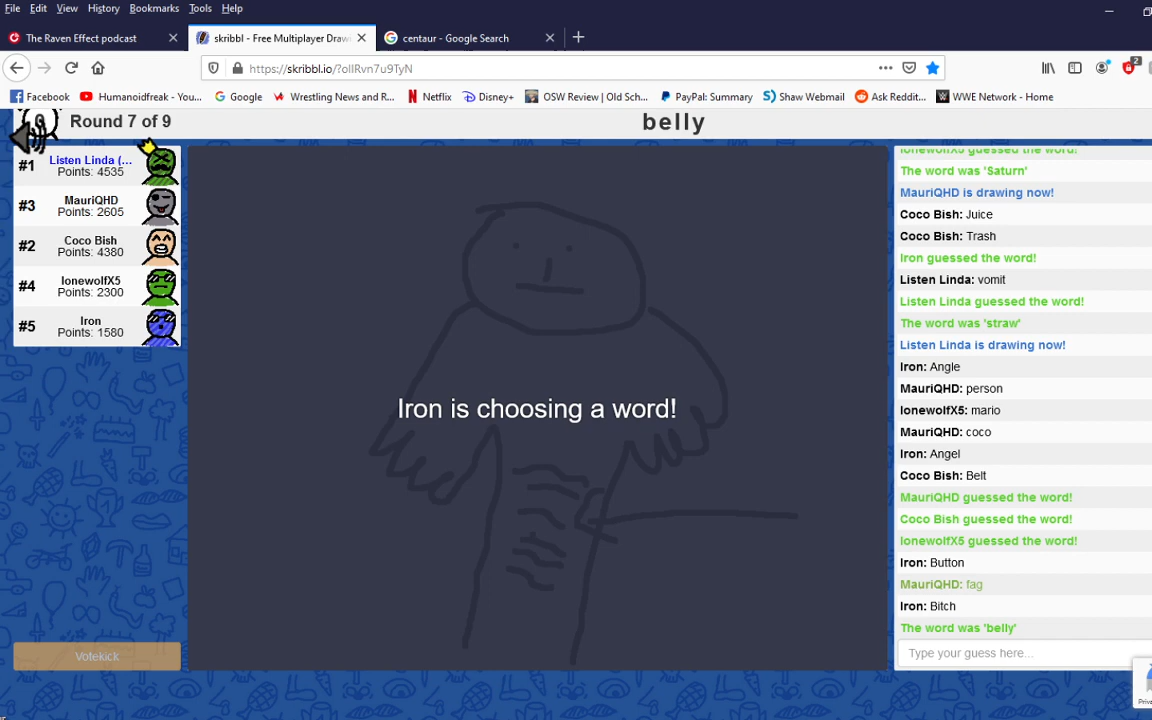 File Edit View History Bookmarks Tools Help
The Raven Effect podcast
skribbl - Free Multiplayer Draw
centaur - Google Search
https://skribbl.io/?olIRvn7u9TyN
Facebook Humanoidfreak - You... Google Wrestling News and R... Netflix Disney+ OSW Review | Old Sch... PayPal: Summary Shaw Webmail Ask Reddit... WWE Network - Home
0 Round 7 of 9
belly
#1 Listen Linda (...
Points: 4535
#3 MauriQHD
Points: 2605
#2 Coco Bish
Points: 4380
#4 lonewolfX5
Points: 2300
#5 Iron
Points: 1580
Votekick
Iron is choosing a word!
lonewolfX5 guessed the word!
The word was 'Saturn'
MauriQHD is drawing now!
Coco Bish: Juice
Coco Bish: Trash
Iron guessed the word!
Listen Linda: vomit
Listen Linda guessed the word!
The word was 'straw'
Listen Linda is drawing now!
Iron: Angle
MauriQHD: person
lonewolfX5: mario
MauriQHD: coco
Iron: Angel
Coco Bish: Belt
MauriQHD guessed the word!
Coco Bish guessed the word!
lonewolfX5 guessed the word!
Iron: Button
MauriQHD: fag
Iron: Bitch
The word was 'belly'
Type your guess here...
2